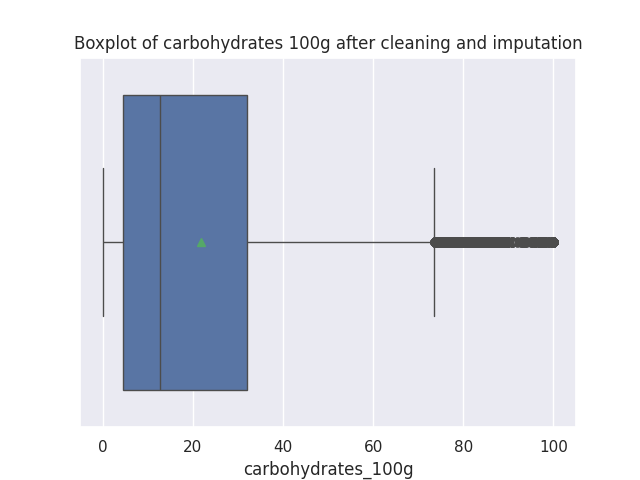 Boxplot of carbohydrates 100g after cleaning and imputation
0 20 40 60 80 100
carbohydrates_100g